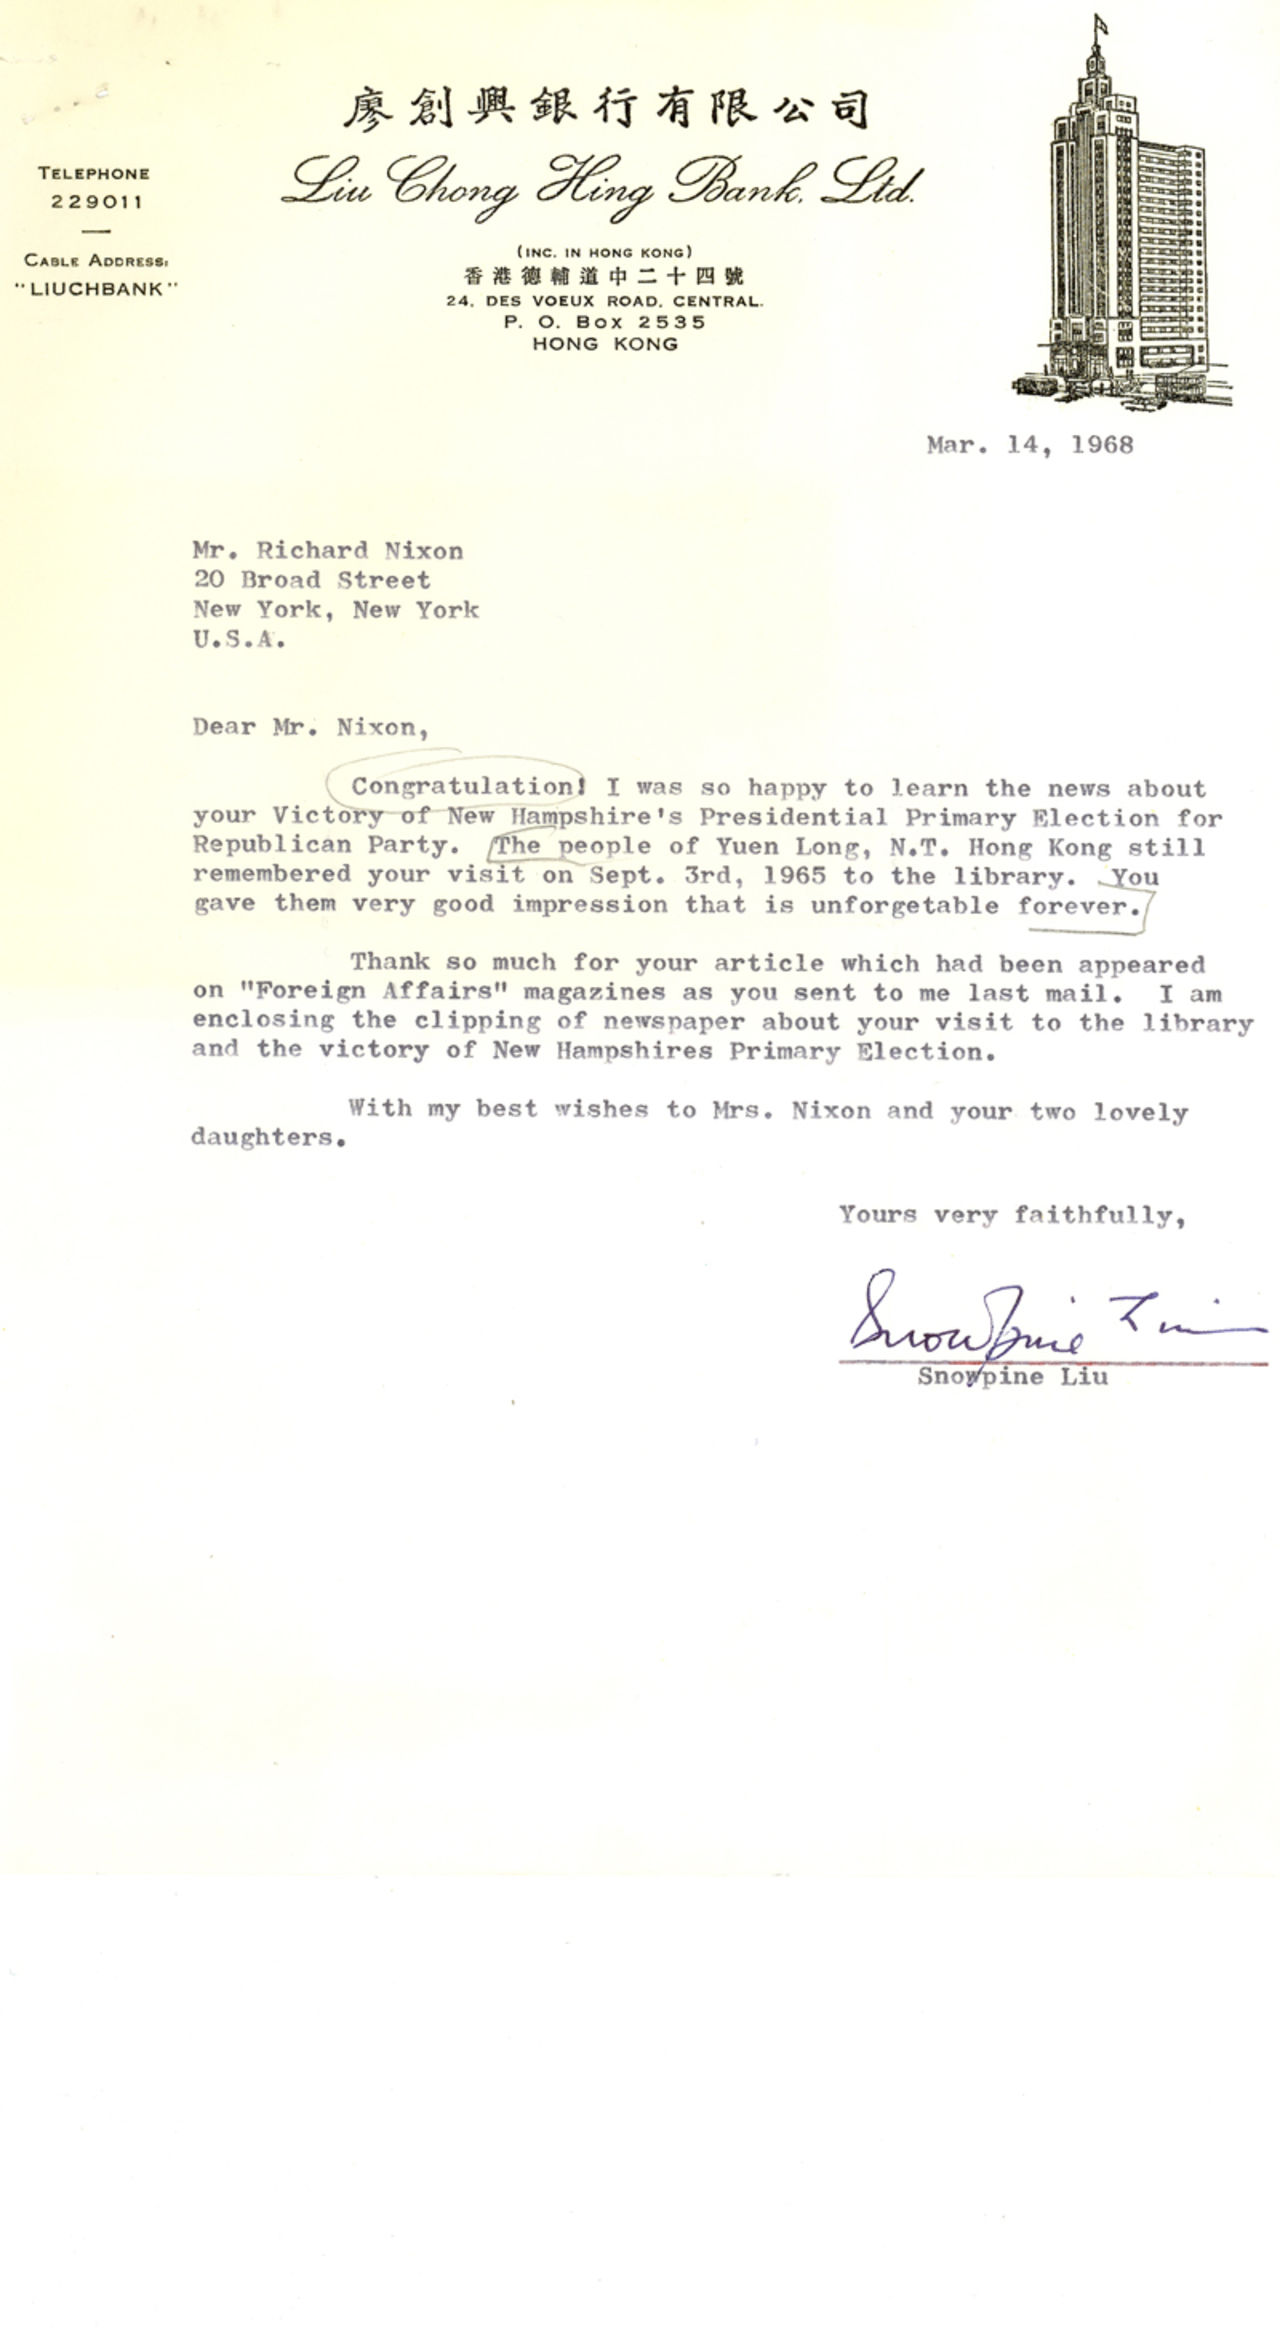 廖創興銀行有限公司
Liu Chong Hing Bank, Ltd.
TELEPHONE
229011
CABLE ADDRESS:
"LIUCHBANK"
(INC. IN HONG KONG)
香港德輔道中二十四號
24, DES VOEUX ROAD, CENTRAL.
P. O. Box 2535
HONG KONG
Mar. 14, 1968
Mr. Richard Nixon
20 Broad Street
New York, New York
U.S.A.
Dear Mr. Nixon,
Congratulation! I was so happy to learn the news about
your Victory of New Hampshire's Presidential Primary Election for
Republican Party. The people of Yuen Long, N.T. Hong Kong still
remembered your visit on Sept. 3rd, 1965 to the library. You
gave them very good impression that is unforgetable forever.
Thank so much for your article which had been appeared
on "Foreign Affairs" magazines as you sent to me last mail. I am
enclosing the clipping of newspaper about your visit to the library
and the victory of New Hampshires Primary Election.
With my best wishes to Mrs. Nixon and your two lovely
daughters.
Yours very faithfully,
Snowpine Liu
Snowpine Liu